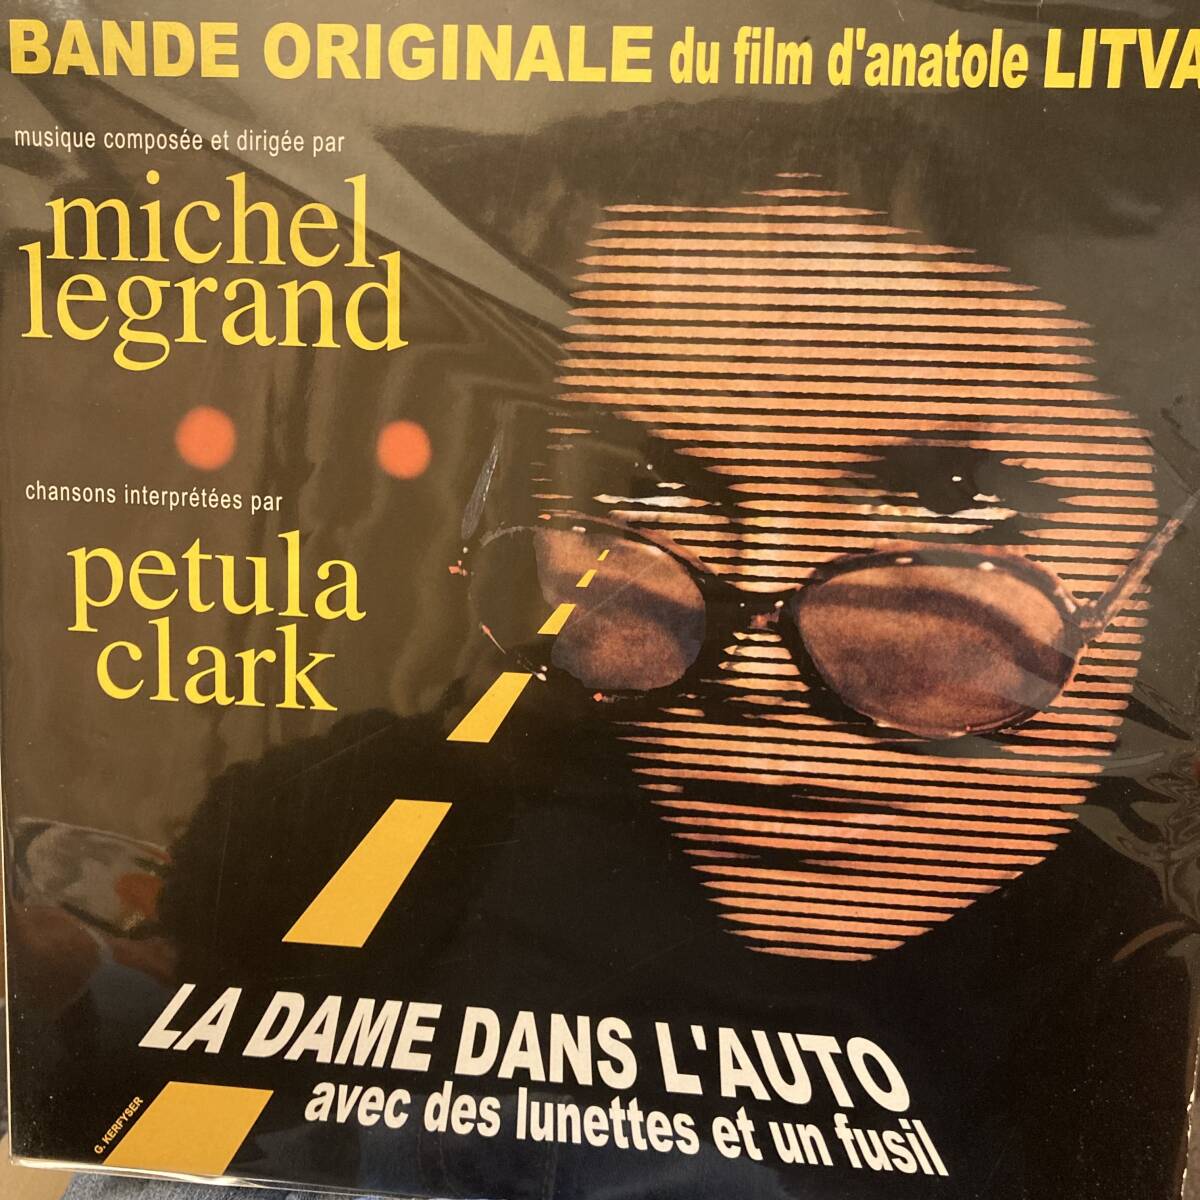 BANDE ORIGINALE du film d'anatole LITVA
musique composée et dirigée par
michel
legrand
chansons interprétées par
petula
clark
LA DAME DANS L'AUTO
avec des lunettes et un fusil
G. KERFYSER